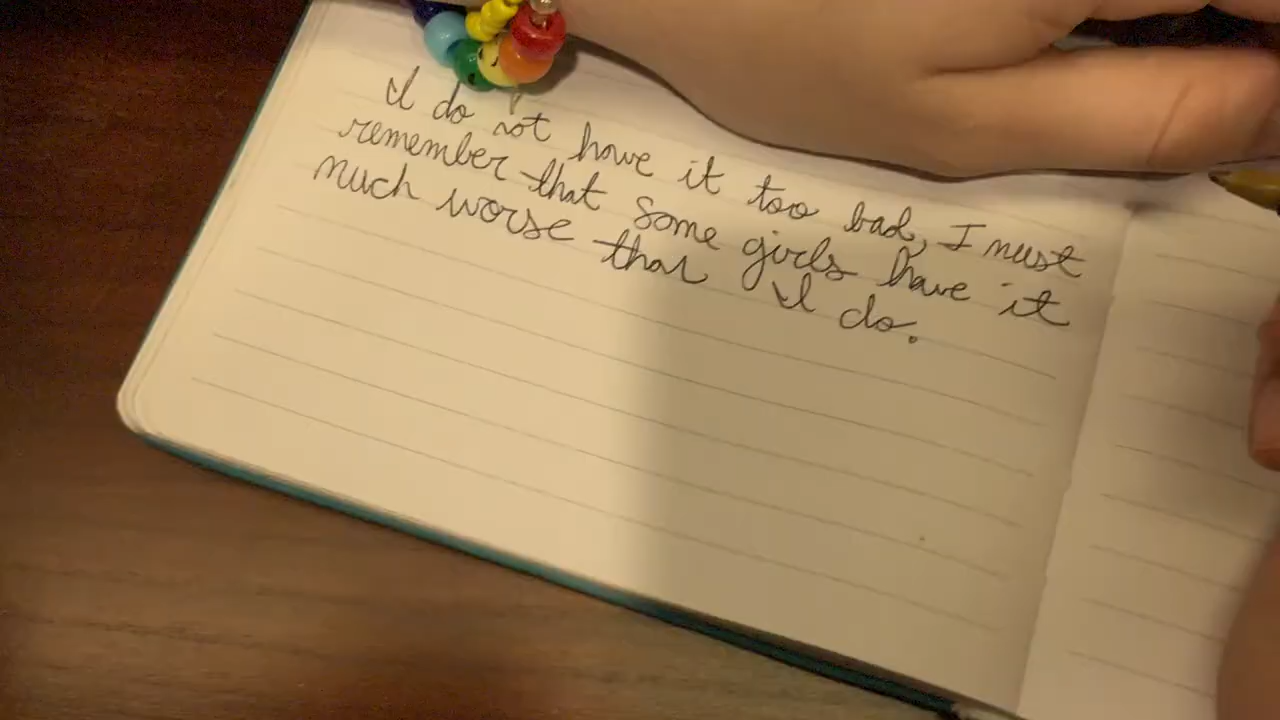 I do not have it too bad, I must
remember that some girls have it
much worse than I do.